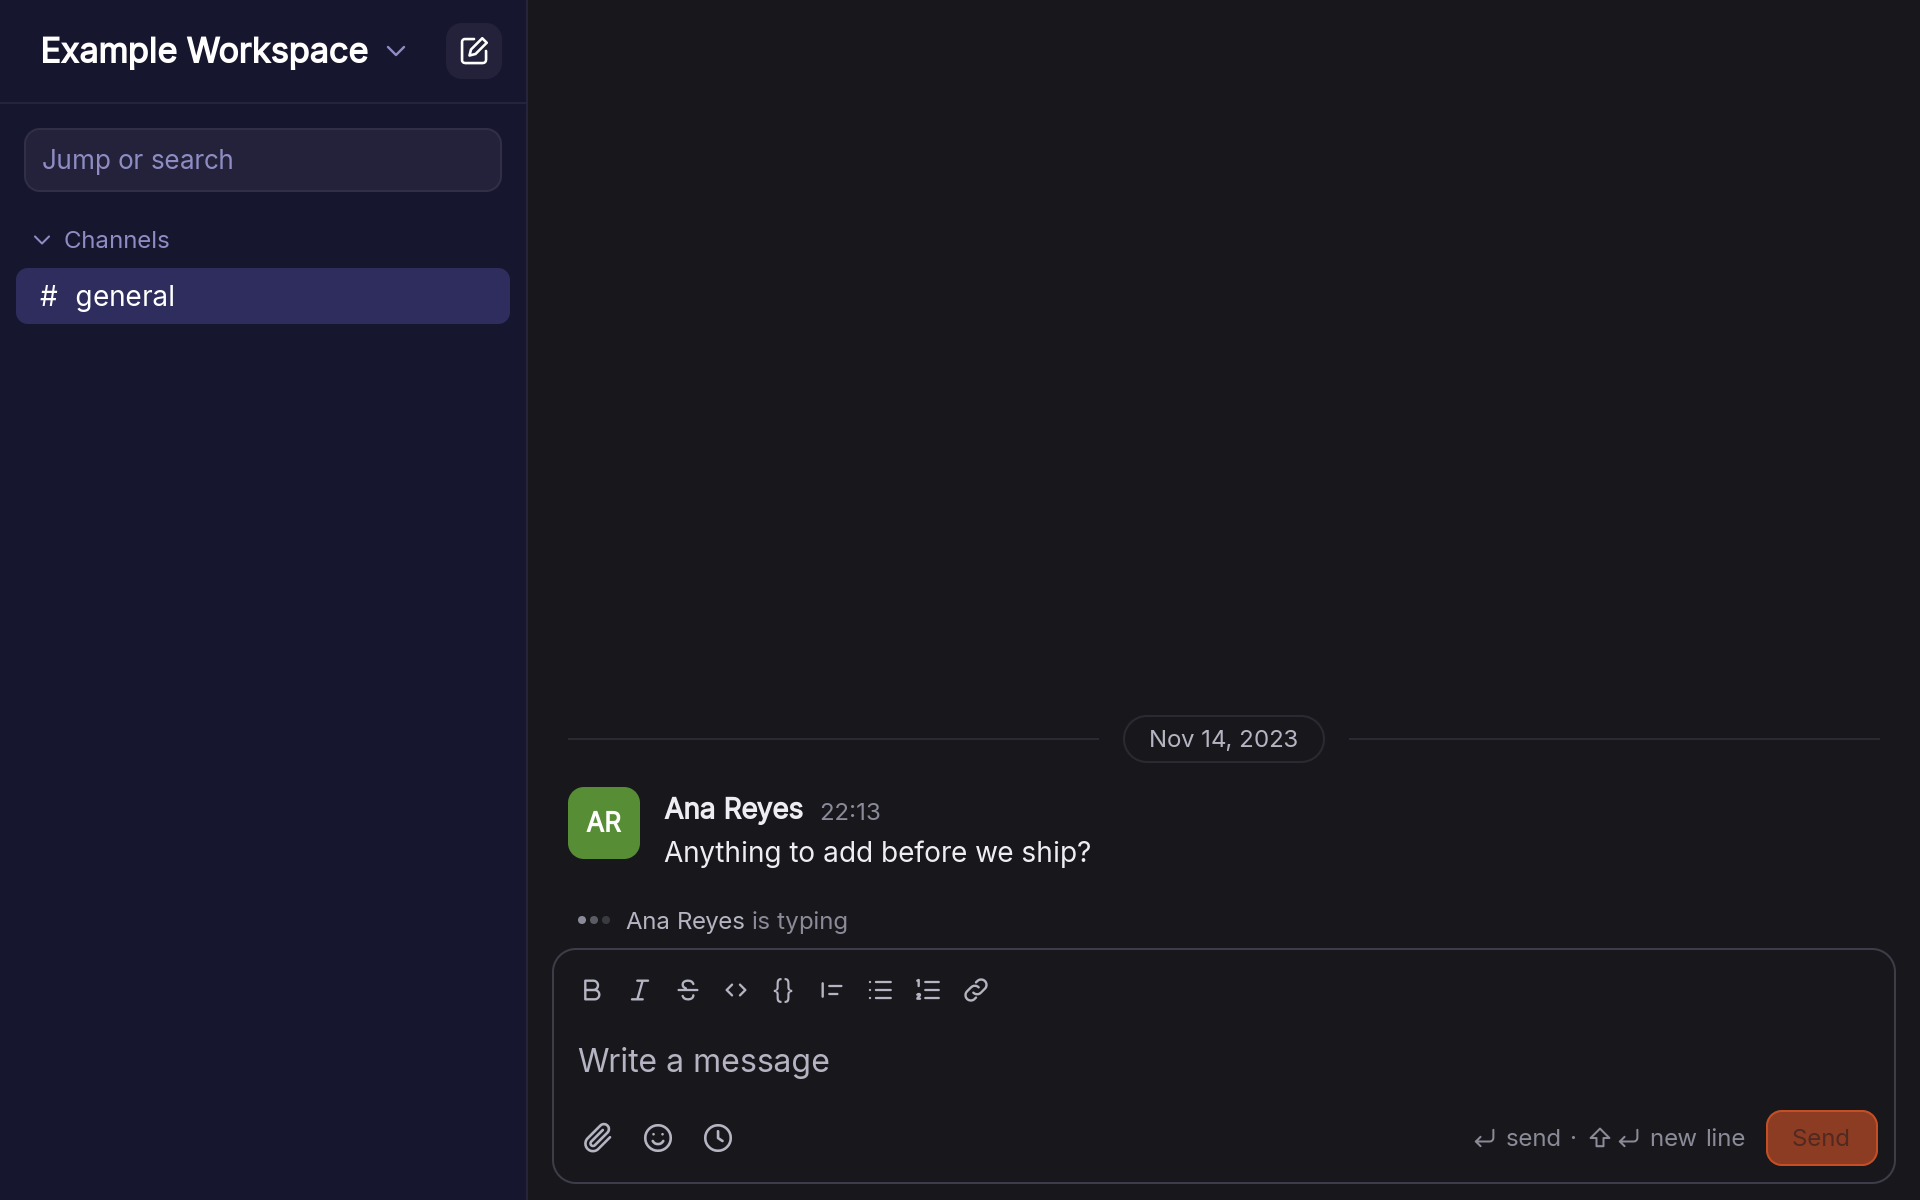 Example Workspace
Jump or search
Channels
# general
Nov 14, 2023
AR
Ana Reyes 22:13
Anything to add before we ship?
Ana Reyes is typing
Write a message
send · new line
Send